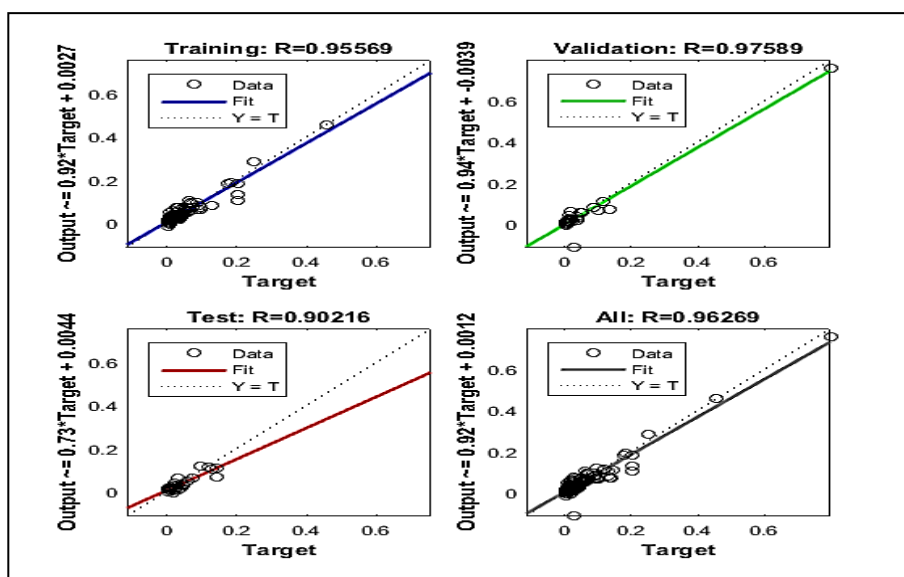 Training: R=0.95569
Output ~= 0.92*Target + 0.0027
0.6
0.4
0.2
0
Data
Fit
Y = T
0
0.2
0.4
0.6
Target
Validation: R=0.97589
Output ~= 0.94*Target + -0.0039
0.6
0.4
0.2
0
Data
Fit
Y = T
0
0.2
0.4
0.6
Target
Test: R=0.90216
Output ~= 0.73*Target + 0.0044
0.6
0.4
0.2
0
Data
Fit
Y = T
0
0.2
0.4
0.6
Target
All: R=0.96269
Output ~= 0.92*Target + 0.0012
0.6
0.4
0.2
0
Data
Fit
Y = T
0
0.2
0.4
0.6
Target